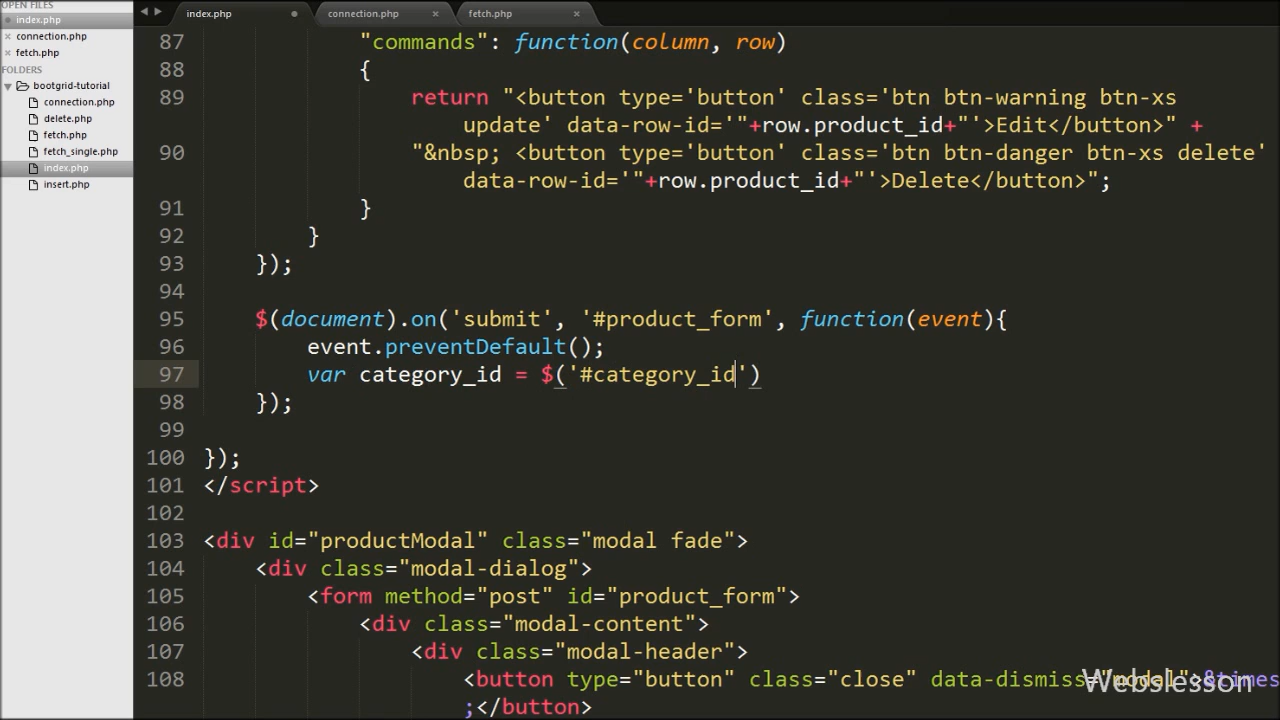 OPEN FILES
index.php
connection.php
fetch.php
FOLDERS
bootgrid-tutorial
connection.php
delete.php
fetch.php
fetch_single.php
index.php
insert.php
index.php connection.php fetch.php
87 "commands": function(column, row)
88 {
89 return "<button type='button' class='btn btn-warning btn-xs
update' data-row-id='"+row.product_id+"'>Edit</button>" +
90 "&nbsp; <button type='button' class='btn btn-danger btn-xs delete'
data-row-id='"+row.product_id+"'>Delete</button>";
91 }
92 }
93 });
94
95 $(document).on('submit', '#product_form', function(event){
96 event.preventDefault();
97 var category_id = $('#category_id')
98 });
99
100 });
101 </script>
102
103 <div id="productModal" class="modal fade">
104 <div class="modal-dialog">
105 <form method="post" id="product_form">
106 <div class="modal-content">
107 <div class="modal-header">
108 <button type="button" class="close" data-dismiss="modal">&times
;</button>
Webslesson